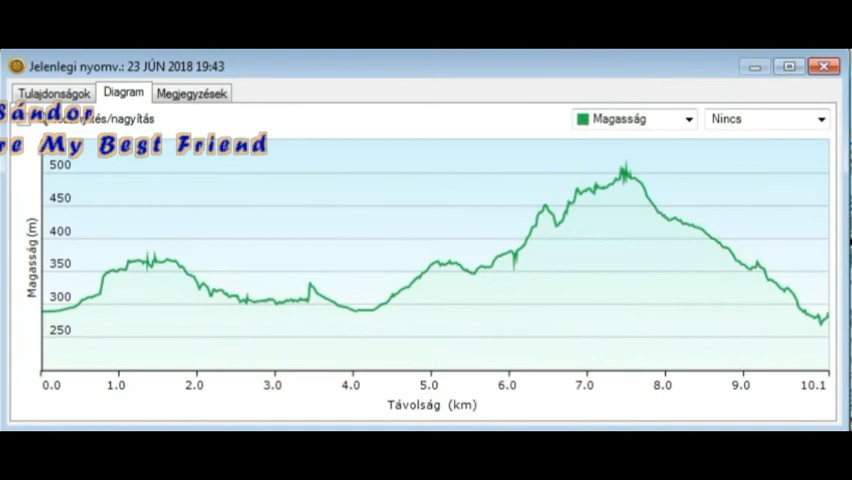 Jelenlegi nyomv.: 23 JÚN 2018 19:43
Tulajdonságok Diagram Megjegyzések
Sándor
/nagyítás Magasság Nincs
re My Best Friend
500
450
400
350
300
250
Magasság (m)
0.0 1.0 2.0 3.0 4.0 5.0 6.0 7.0 8.0 9.0 10.1
Távolság (km)